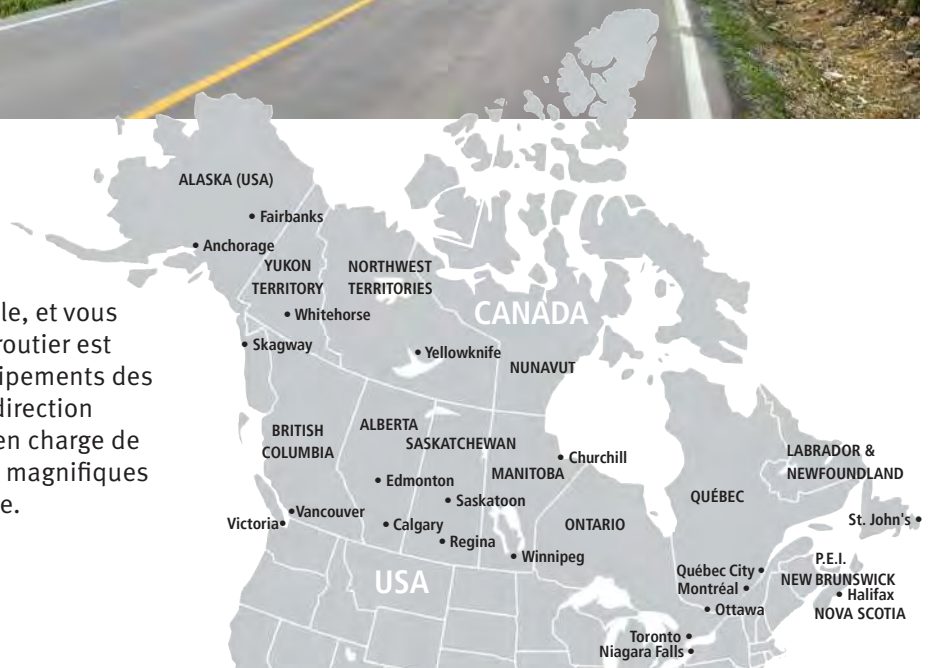 ALASKA (USA)
• Fairbanks
• Anchorage
YUKON
TERRITORY
NORTHWEST
TERRITORIES
• Whitehorse
CANADA
• Skagway
• Yellowknife
NUNAVUT
le, et vous
routier est
ipements des
direction
en charge de
magnifiques
e.
BRITISH
COLUMBIA
ALBERTA
SASKATCHEWAN
MANITOBA
• Churchill
• Edmonton
• Saskatoon
•Vancouver
Victoria•
• Calgary
• Regina
• Winnipeg
ONTARIO
QUÉBEC
LABRADOR &
NEWFOUNDLAND
St. John's •
USA
P.E.I.
Québec City •
NEW BRUNSWICK
Montréal •
• Halifax
• Ottawa
NOVA SCOTIA
Toronto •
Niagara Falls •